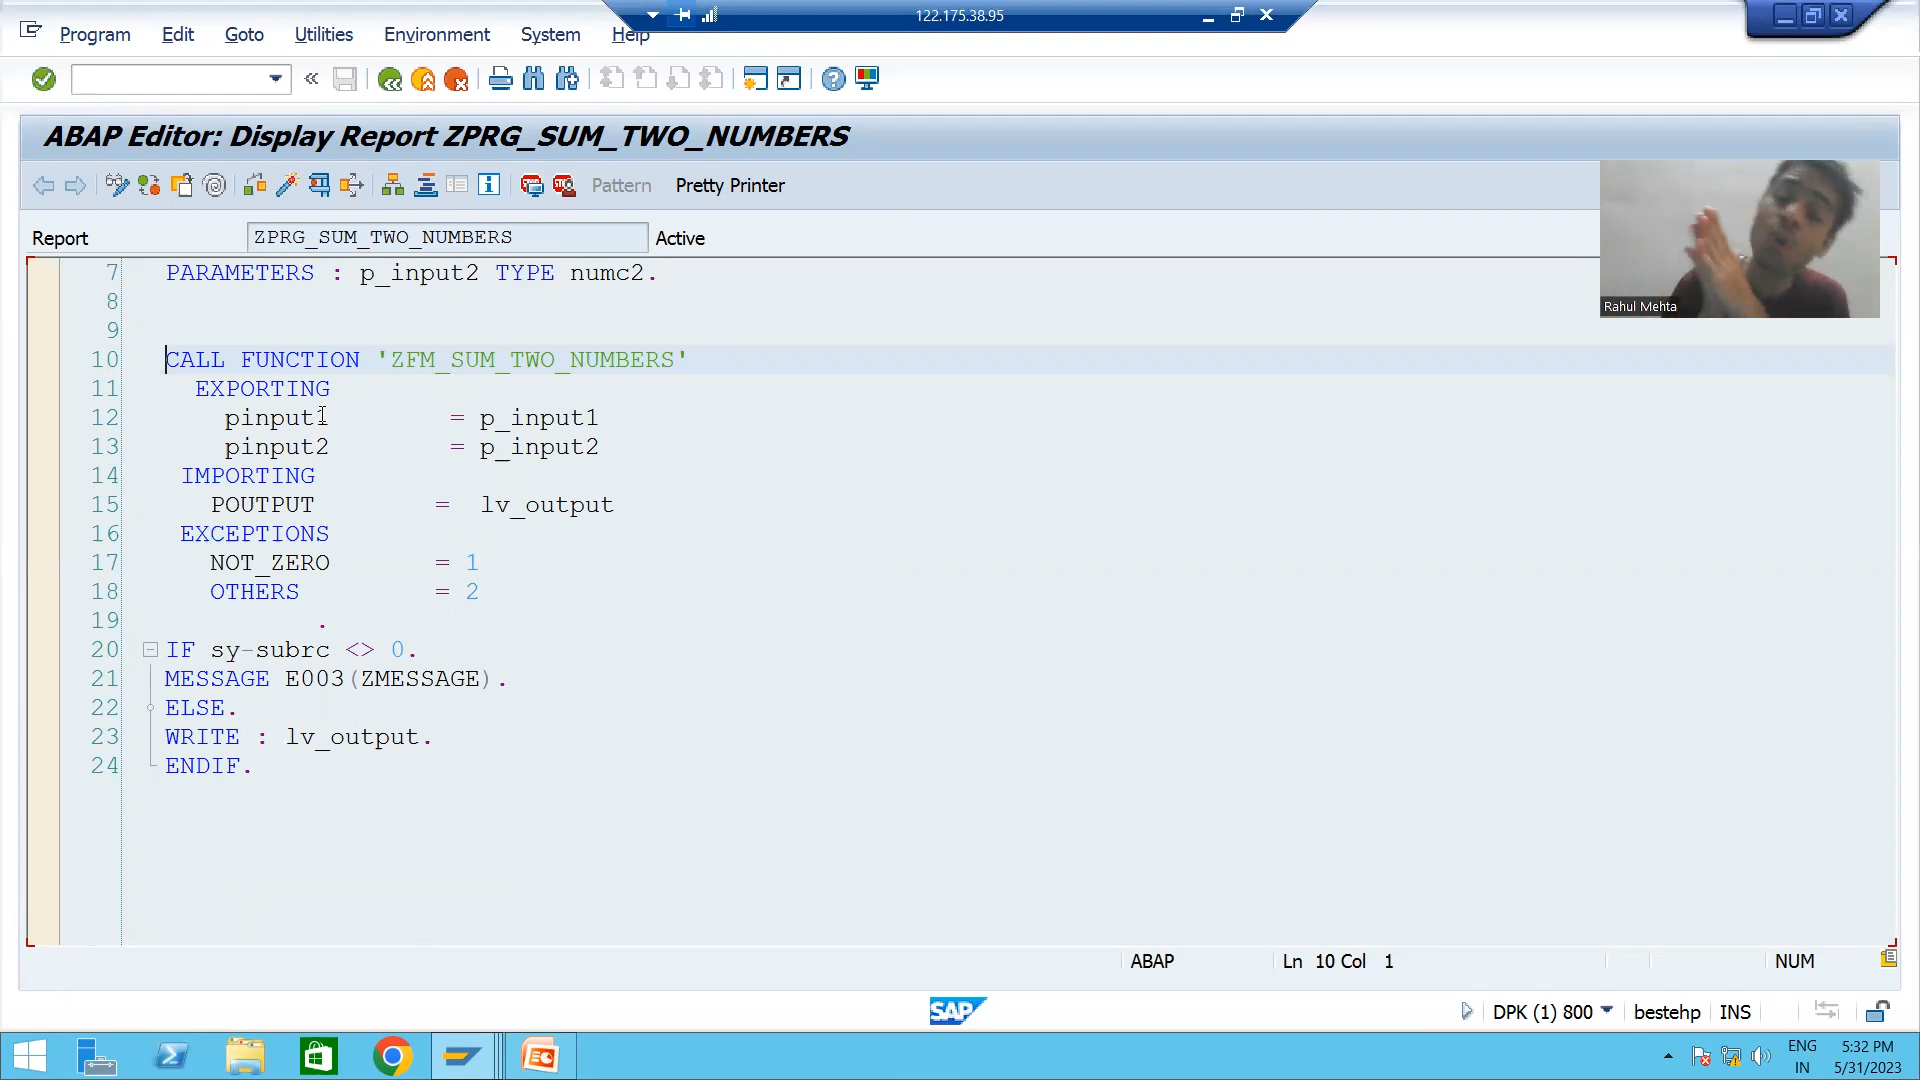 122.175.38.95
Program Edit Goto Utilities Environment System Help
ABAP Editor: Display Report ZPRG_SUM_TWO_NUMBERS
Pattern Pretty Printer
Report ZPRG_SUM_TWO_NUMBERS Active
Rahul Mehta
7 PARAMETERS : p_input2 TYPE numc2.
8
9
10 CALL FUNCTION 'ZFM_SUM_TWO_NUMBERS'
11 EXPORTING
12 pinput1 = p_input1
13 pinput2 = p_input2
14 IMPORTING
15 POUTPUT = lv_output
16 EXCEPTIONS
17 NOT_ZERO = 1
18 OTHERS = 2
19 .
20 IF sy-subrc <> 0.
21 MESSAGE E003(ZMESSAGE).
22 ELSE.
23 WRITE : lv_output.
24 ENDIF.
ABAP Ln 10 Col 1 NUM
SAP DPK (1) 800 bestehp INS
ENG 5:32 PM
IN 5/31/2023